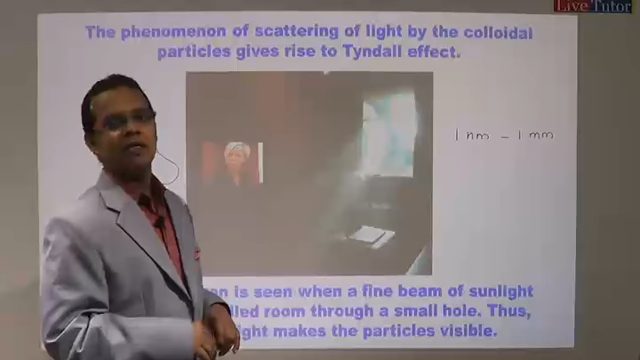 Live Tutor
The phenomenon of scattering of light by the colloidal
particles gives rise to Tyndall effect.
1 nm - 1 mm
is seen when a fine beam of sunlight
room through a small hole. Thus,
makes the particles visible.